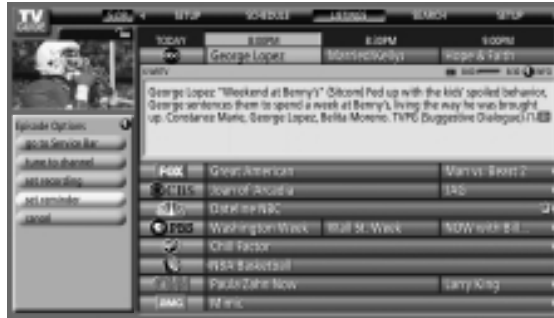 TV GUIDE
SETUP SCHEDULE LISTINGS SEARCH SETUP
TODAY 8:00PM 8:30PM 9:00PM
abc George Lopez Hope & Faith
George Lopez "Weekend at Benny's" (Sitcom) Fed up with the kids' spoiled behavior,
George sentences them to spend a week at Benny's, living the way he was brought
up. Constance Marie, George Lopez, Belita Moreno. TVPG (Suggestive Dialogue)
Episode Options
go to Service Bar
tune to channel
set recording
set reminder
cancel
FOX Great American Man vs. Beast 2
CBS Joan of Arcadia JAG
Dateline NBC
PBS Washington Week Wall St. Week NOW with Bill...
Chill Factor
NBA Basketball
Paula Zahn Now Larry King
AMC Mimic